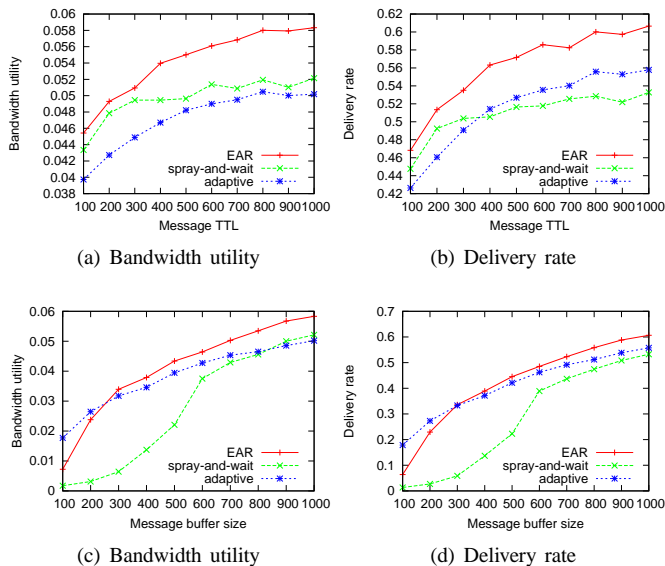 0.06
0.058
0.056
0.054
0.052
0.05
0.048
0.046
0.044
0.042
0.04
0.038
Bandwidth utility
EAR
spray-and-wait
adaptive
100 200 300 400 500 600 700 800 900 1000
Message TTL
(a) Bandwidth utility
0.62
0.6
0.58
0.56
0.54
0.52
0.5
0.48
0.46
0.44
0.42
Delivery rate
EAR
spray-and-wait
adaptive
100 200 300 400 500 600 700 800 900 1000
Message TTL
(b) Delivery rate
0.06
0.05
0.04
0.03
0.02
0.01
0
Bandwidth utility
EAR
spray-and-wait
adaptive
100 200 300 400 500 600 700 800 900 1000
Message buffer size
(c) Bandwidth utility
0.7
0.6
0.5
0.4
0.3
0.2
0.1
0
Delivery rate
EAR
spray-and-wait
adaptive
100 200 300 400 500 600 700 800 900 1000
Message buffer size
(d) Delivery rate